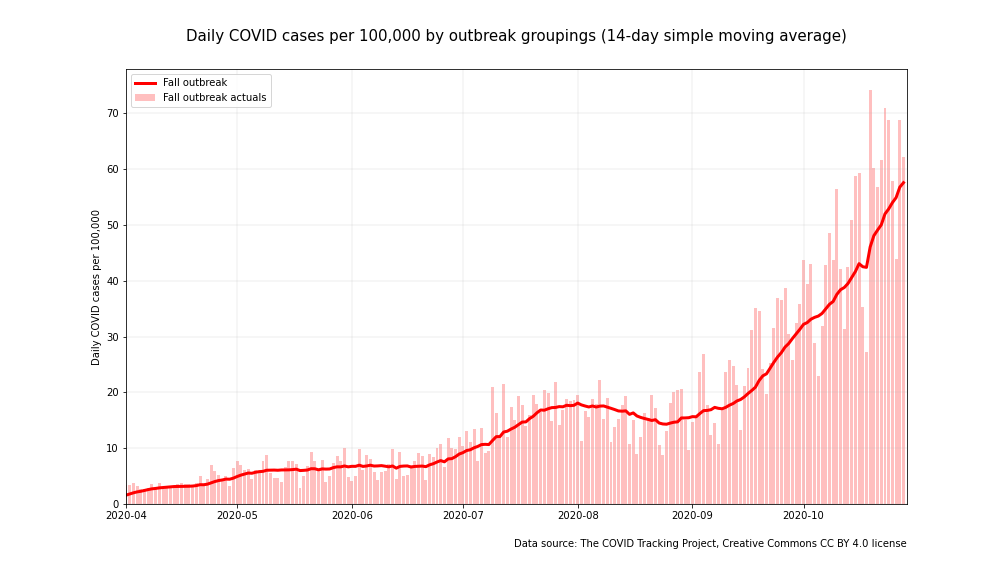 Daily COVID cases per 100,000 by outbreak groupings (14-day simple moving average)
Fall outbreak
Fall outbreak actuals
Daily COVID cases per 100,000
70
60
50
40
30
20
10
0
2020-04 2020-05 2020-06 2020-07 2020-08 2020-09 2020-10
Data source: The COVID Tracking Project, Creative Commons CC BY 4.0 license